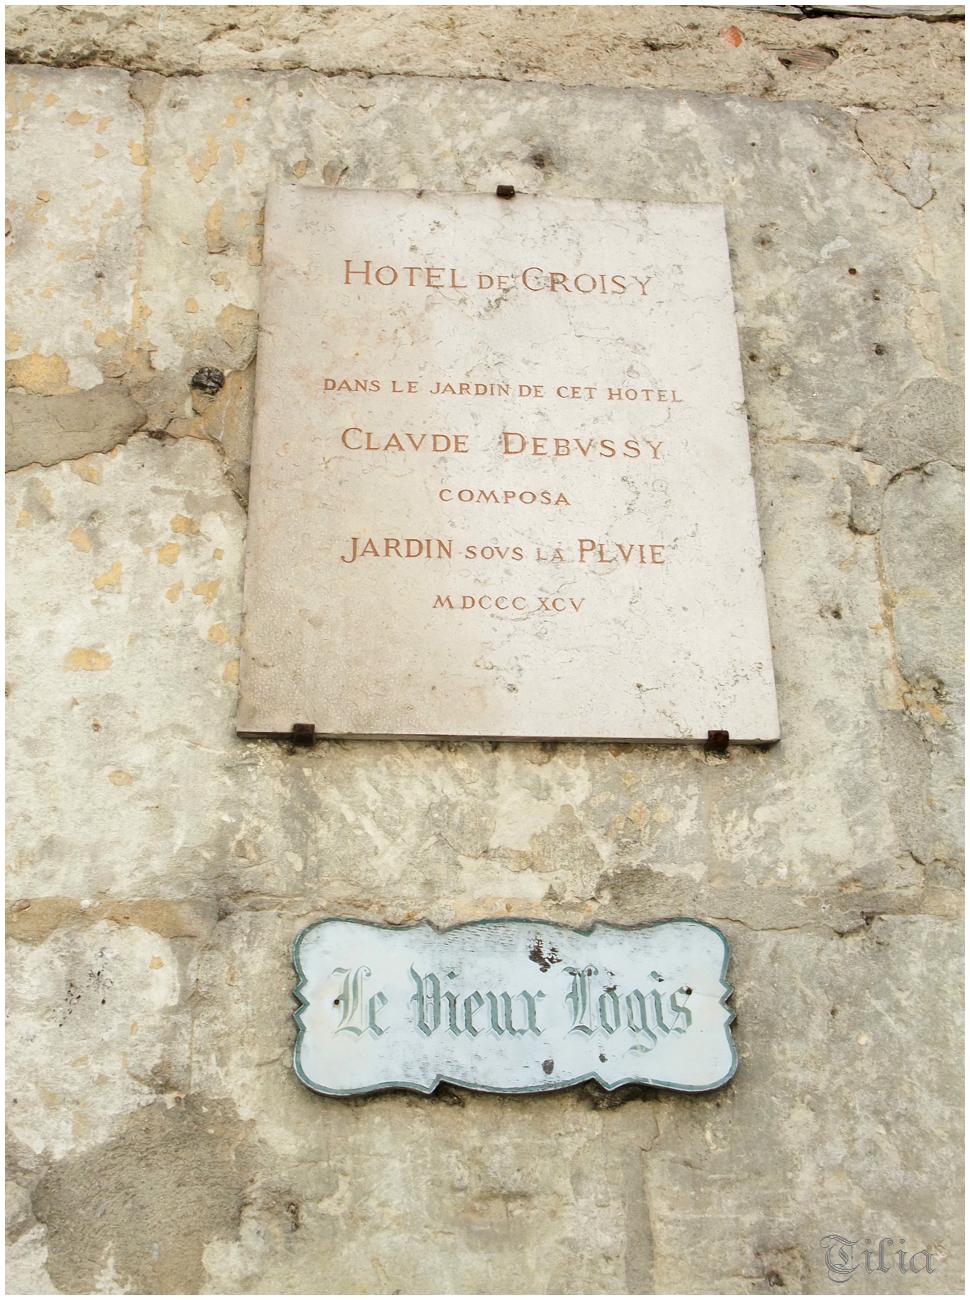 HOTEL DE CROISY
DANS LE JARDIN DE CET HOTEL
CLAVDE DEBVSSY
COMPOSA
JARDIN SOVS LA PLVIE
MDCCCXCV
Le Vieux Logis
Tilia